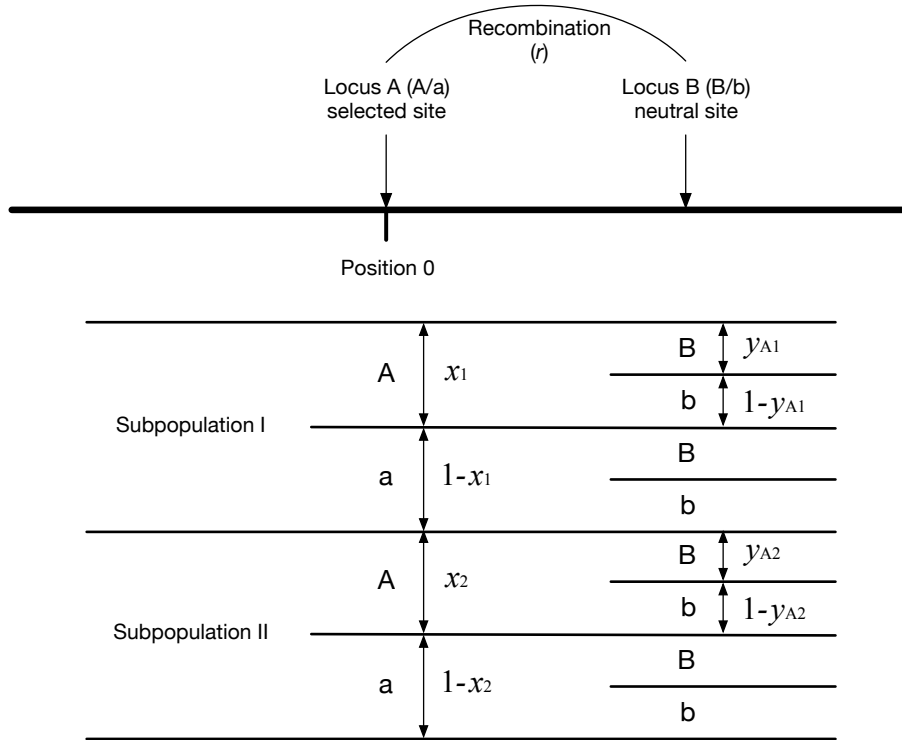 Recombination
(r)
Locus A (A/a)
selected site
Locus B (B/b)
neutral site
Position 0
Subpopulation I
A
x1
B
yA1
b
1-yA1
a
1-x1
B
b
Subpopulation II
A
x2
B
yA2
b
1-yA2
a
1-x2
B
b